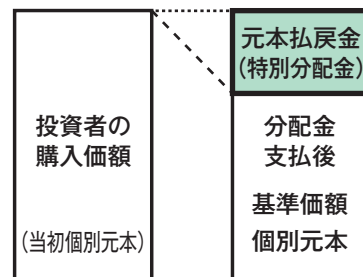 投資者の
購入価額
(当初個別元本)
元本払戻金
(特別分配金)
分配金
支払後
基準価額
個別元本